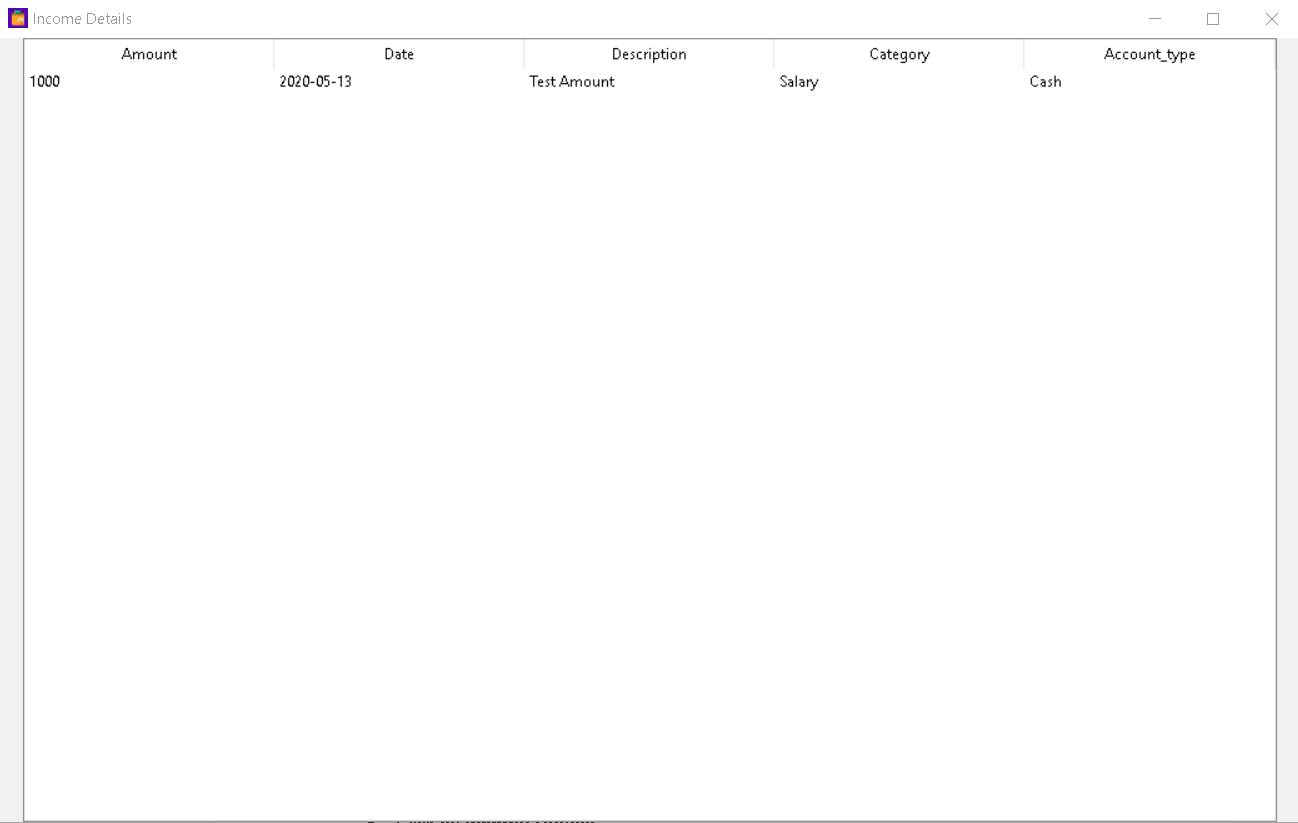 Income Details
Amount Date Description Category Account_type
1000 2020-05-13 Test Amount Salary Cash